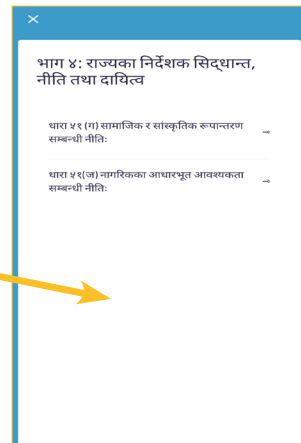 भाग ४: राज्यका निर्देशक सिद्धान्त,
नीति तथा दायित्व
धारा ५१ (ग) सामाजिक र सांस्कृतिक रूपान्तरण
सम्बन्धी नीतिः
धारा ५१(ज) नागरिकका आधारभूत आवश्यकता
सम्बन्धी नीतिः